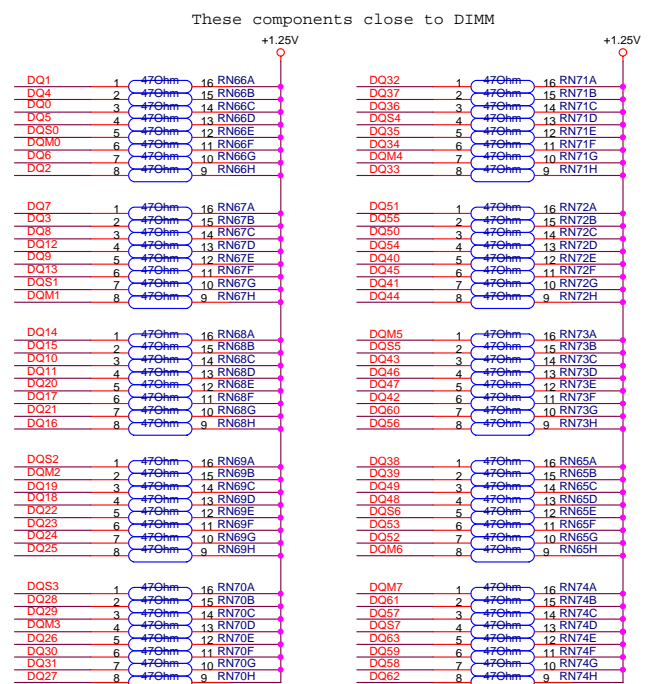 These components close to DIMM
+1.25V
DQ1 1 47Ohm 16 RN66A
DQ4 2 47Ohm 15 RN66B
DQ0 3 47Ohm 14 RN66C
DQ5 4 47Ohm 13 RN66D
DQS0 5 47Ohm 12 RN66E
DQM0 6 47Ohm 11 RN66F
DQ6 7 47Ohm 10 RN66G
DQ2 8 47Ohm 9 RN66H
DQ7 1 47Ohm 16 RN67A
DQ3 2 47Ohm 15 RN67B
DQ8 3 47Ohm 14 RN67C
DQ12 4 47Ohm 13 RN67D
DQ9 5 47Ohm 12 RN67E
DQ13 6 47Ohm 11 RN67F
DQS1 7 47Ohm 10 RN67G
DQM1 8 47Ohm 9 RN67H
DQ14 1 47Ohm 16 RN68A
DQ15 2 47Ohm 15 RN68B
DQ10 3 47Ohm 14 RN68C
DQ11 4 47Ohm 13 RN68D
DQ20 5 47Ohm 12 RN68E
DQ17 6 47Ohm 11 RN68F
DQ21 7 47Ohm 10 RN68G
DQ16 8 47Ohm 9 RN68H
DQS2 1 47Ohm 16 RN69A
DQM2 2 47Ohm 15 RN69B
DQ19 3 47Ohm 14 RN69C
DQ18 4 47Ohm 13 RN69D
DQ22 5 47Ohm 12 RN69E
DQ23 6 47Ohm 11 RN69F
DQ24 7 47Ohm 10 RN69G
DQ25 8 47Ohm 9 RN69H
DQS3 1 47Ohm 16 RN70A
DQ28 2 47Ohm 15 RN70B
DQ29 3 47Ohm 14 RN70C
DQM3 4 47Ohm 13 RN70D
DQ26 5 47Ohm 12 RN70E
DQ30 6 47Ohm 11 RN70F
DQ31 7 47Ohm 10 RN70G
DQ27 8 47Ohm 9 RN70H
+1.25V
DQ32 1 47Ohm 16 RN71A
DQ37 2 47Ohm 15 RN71B
DQ36 3 47Ohm 14 RN71C
DQS4 4 47Ohm 13 RN71D
DQ35 5 47Ohm 12 RN71E
DQ34 6 47Ohm 11 RN71F
DQM4 7 47Ohm 10 RN71G
DQ33 8 47Ohm 9 RN71H
DQ51 1 47Ohm 16 RN72A
DQ55 2 47Ohm 15 RN72B
DQ50 3 47Ohm 14 RN72C
DQ54 4 47Ohm 13 RN72D
DQ40 5 47Ohm 12 RN72E
DQ45 6 47Ohm 11 RN72F
DQ41 7 47Ohm 10 RN72G
DQ44 8 47Ohm 9 RN72H
DQM5 1 47Ohm 16 RN73A
DQS5 2 47Ohm 15 RN73B
DQ43 3 47Ohm 14 RN73C
DQ46 4 47Ohm 13 RN73D
DQ47 5 47Ohm 12 RN73E
DQ42 6 47Ohm 11 RN73F
DQ60 7 47Ohm 10 RN73G
DQ56 8 47Ohm 9 RN73H
DQ38 1 47Ohm 16 RN65A
DQ39 2 47Ohm 15 RN65B
DQ49 3 47Ohm 14 RN65C
DQ48 4 47Ohm 13 RN65D
DQS6 5 47Ohm 12 RN65E
DQ53 6 47Ohm 11 RN65F
DQ52 7 47Ohm 10 RN65G
DQM6 8 47Ohm 9 RN65H
DQM7 1 47Ohm 16 RN74A
DQ61 2 47Ohm 15 RN74B
DQ57 3 47Ohm 14 RN74C
DQS7 4 47Ohm 13 RN74D
DQ63 5 47Ohm 12 RN74E
DQ59 6 47Ohm 11 RN74F
DQ58 7 47Ohm 10 RN74G
DQ62 8 47Ohm 9 RN74H